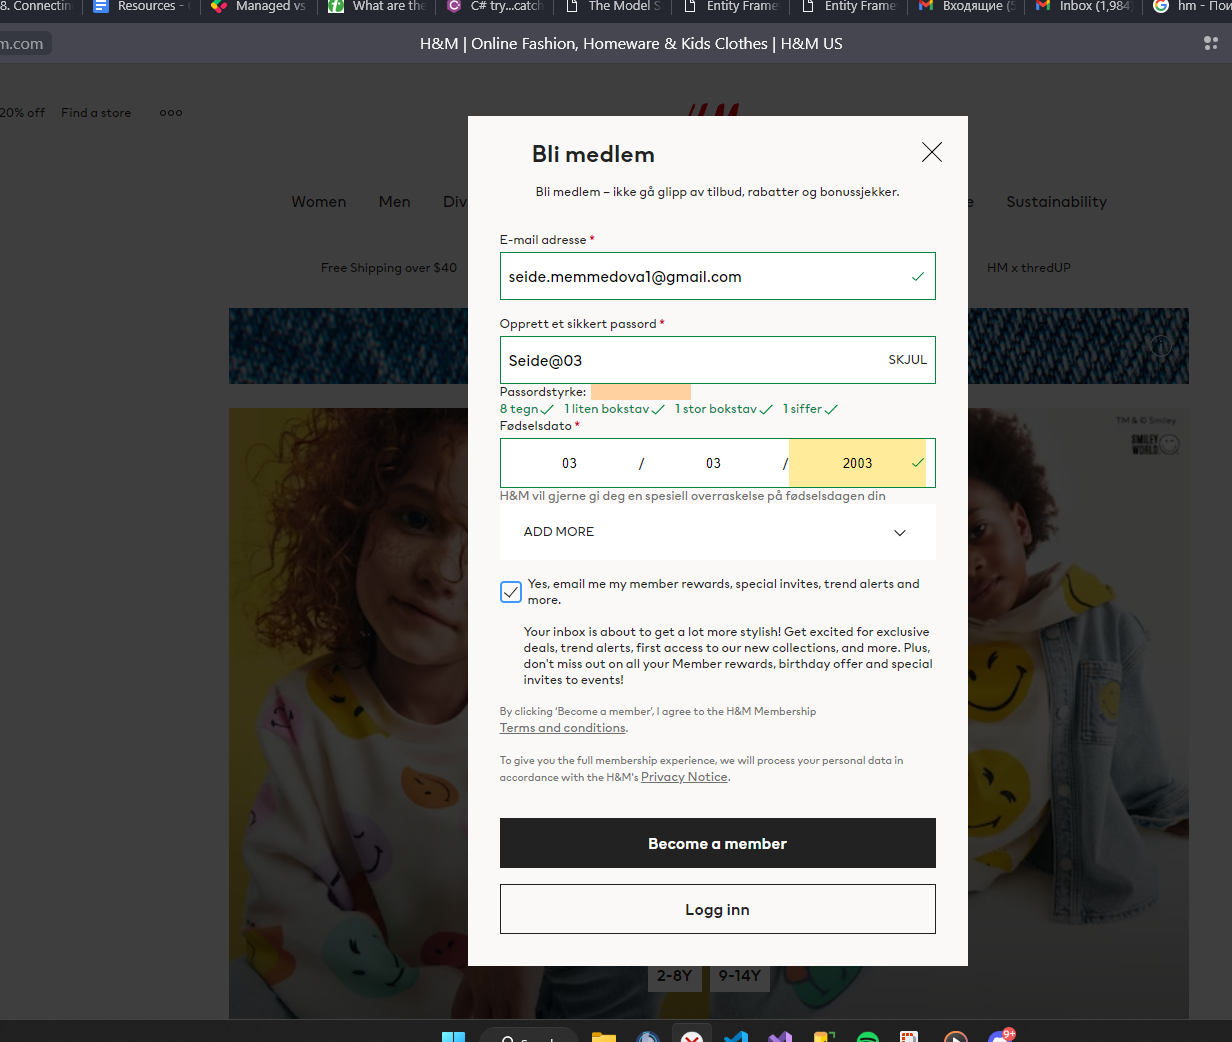 8. Connectin
Resources -
Managed vs
What are the
C# try...catch
The Model S
Entity Frame
Entity Frame
Входящие (5
Inbox (1,984)
hm - Пои
m.com
H&M | Online Fashion, Homeware & Kids Clothes | H&M US
20% off
Find a store
Women
Men
Div
e
Sustainability
Free Shipping over $40
HM x thredUP
TM & © Smiley
SMILEY
WORLD
Bli medlem
Bli medlem – ikke gå glipp av tilbud, rabatter og bonussjekker.
E-mail adresse *
seide.memmedova1@gmail.com
Opprett et sikkert passord *
Seide@03
SKJUL
Passordstyrke:
8 tegn 1 liten bokstav 1 stor bokstav 1 siffer
Fødselsdato *
03 / 03 / 2003
H&M vil gjerne gi deg en spesiell overraskelse på fødselsdagen din
ADD MORE
Yes, email me my member rewards, special invites, trend alerts and
more.
Your inbox is about to get a lot more stylish! Get excited for exclusive
deals, trend alerts, first access to our new collections, and more. Plus,
don't miss out on all your Member rewards, birthday offer and special
invites to events!
By clicking ‘Become a member’, I agree to the H&M Membership
Terms and conditions.
To give you the full membership experience, we will process your personal data in
accordance with the H&M's Privacy Notice.
Become a member
Logg inn
2-8Y
9-14Y
9+